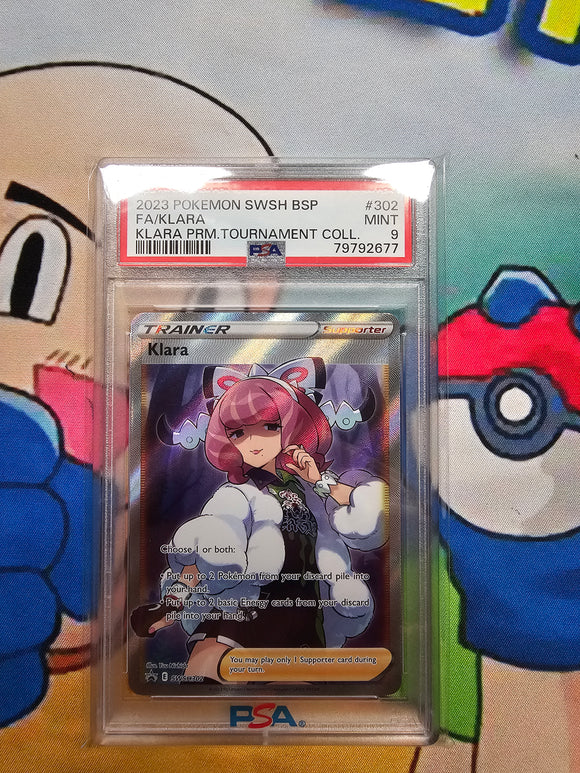 2023 POKEMON SWSH BSP #302
FA/KLARA MINT
KLARA PRM.TOURNAMENT COLL. 9
PSA 79792677
TRAINER Supporter
Klara
Choose 1 or both:
• Put up to 2 Pokémon from your discard pile into
your hand.
• Put up to 2 basic Energy cards from your discard
pile into your hand.
You may play only 1 Supporter card during
your turn.
SWSH302
PSA